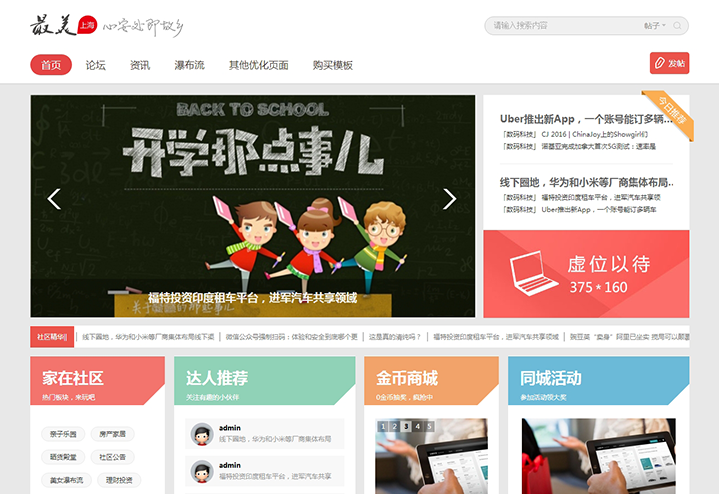 最美 上海 心安处即故乡
请输入搜索内容 帖子
首页 论坛 资讯 瀑布流 其他优化页面 购买模板 发帖
BACK TO SCHOOL
开学那点事儿
福特投资印度租车平台，进军汽车共享领域
关于开学的那些事儿
今日推荐
Uber推出新App，一个账号能订多辆...
「数码科技」 CJ 2016 | ChinaJoy上的Showgirl们
「数码科技」 诺基亚完成加拿大首次5G测试：速率是
线下圈地，华为和小米等厂商集体布局..
「数码科技」 福特投资印度租车平台，进军汽车共享领
「数码科技」 Uber推出新App，一个账号能订多辆车
虚位以待
375 * 160
社区精华||
线下圈地，华为和小米等厂商集体布局线下渠
微信公众号强制扫码：体验和安全到底哪个更
这是真的清纯吗？
福特投资印度租车平台，进军汽车共享领域
豌豆荚“卖身”阿里已坐实 搅局可以颠覆
家在社区
热门板块，来玩吧
亲子乐园 房产家居
晒货殿堂 社区公告
美女瀑布流 理财投资
达人推荐
关注有趣的小伙伴
admin
线下圈地，华为和小米等厂商集体布局
admin
福特投资印度租车平台，进军汽车共享
金币商城
0金币抽奖，疯抢中
1 2 3 4 5
同城活动
参加活动领大奖